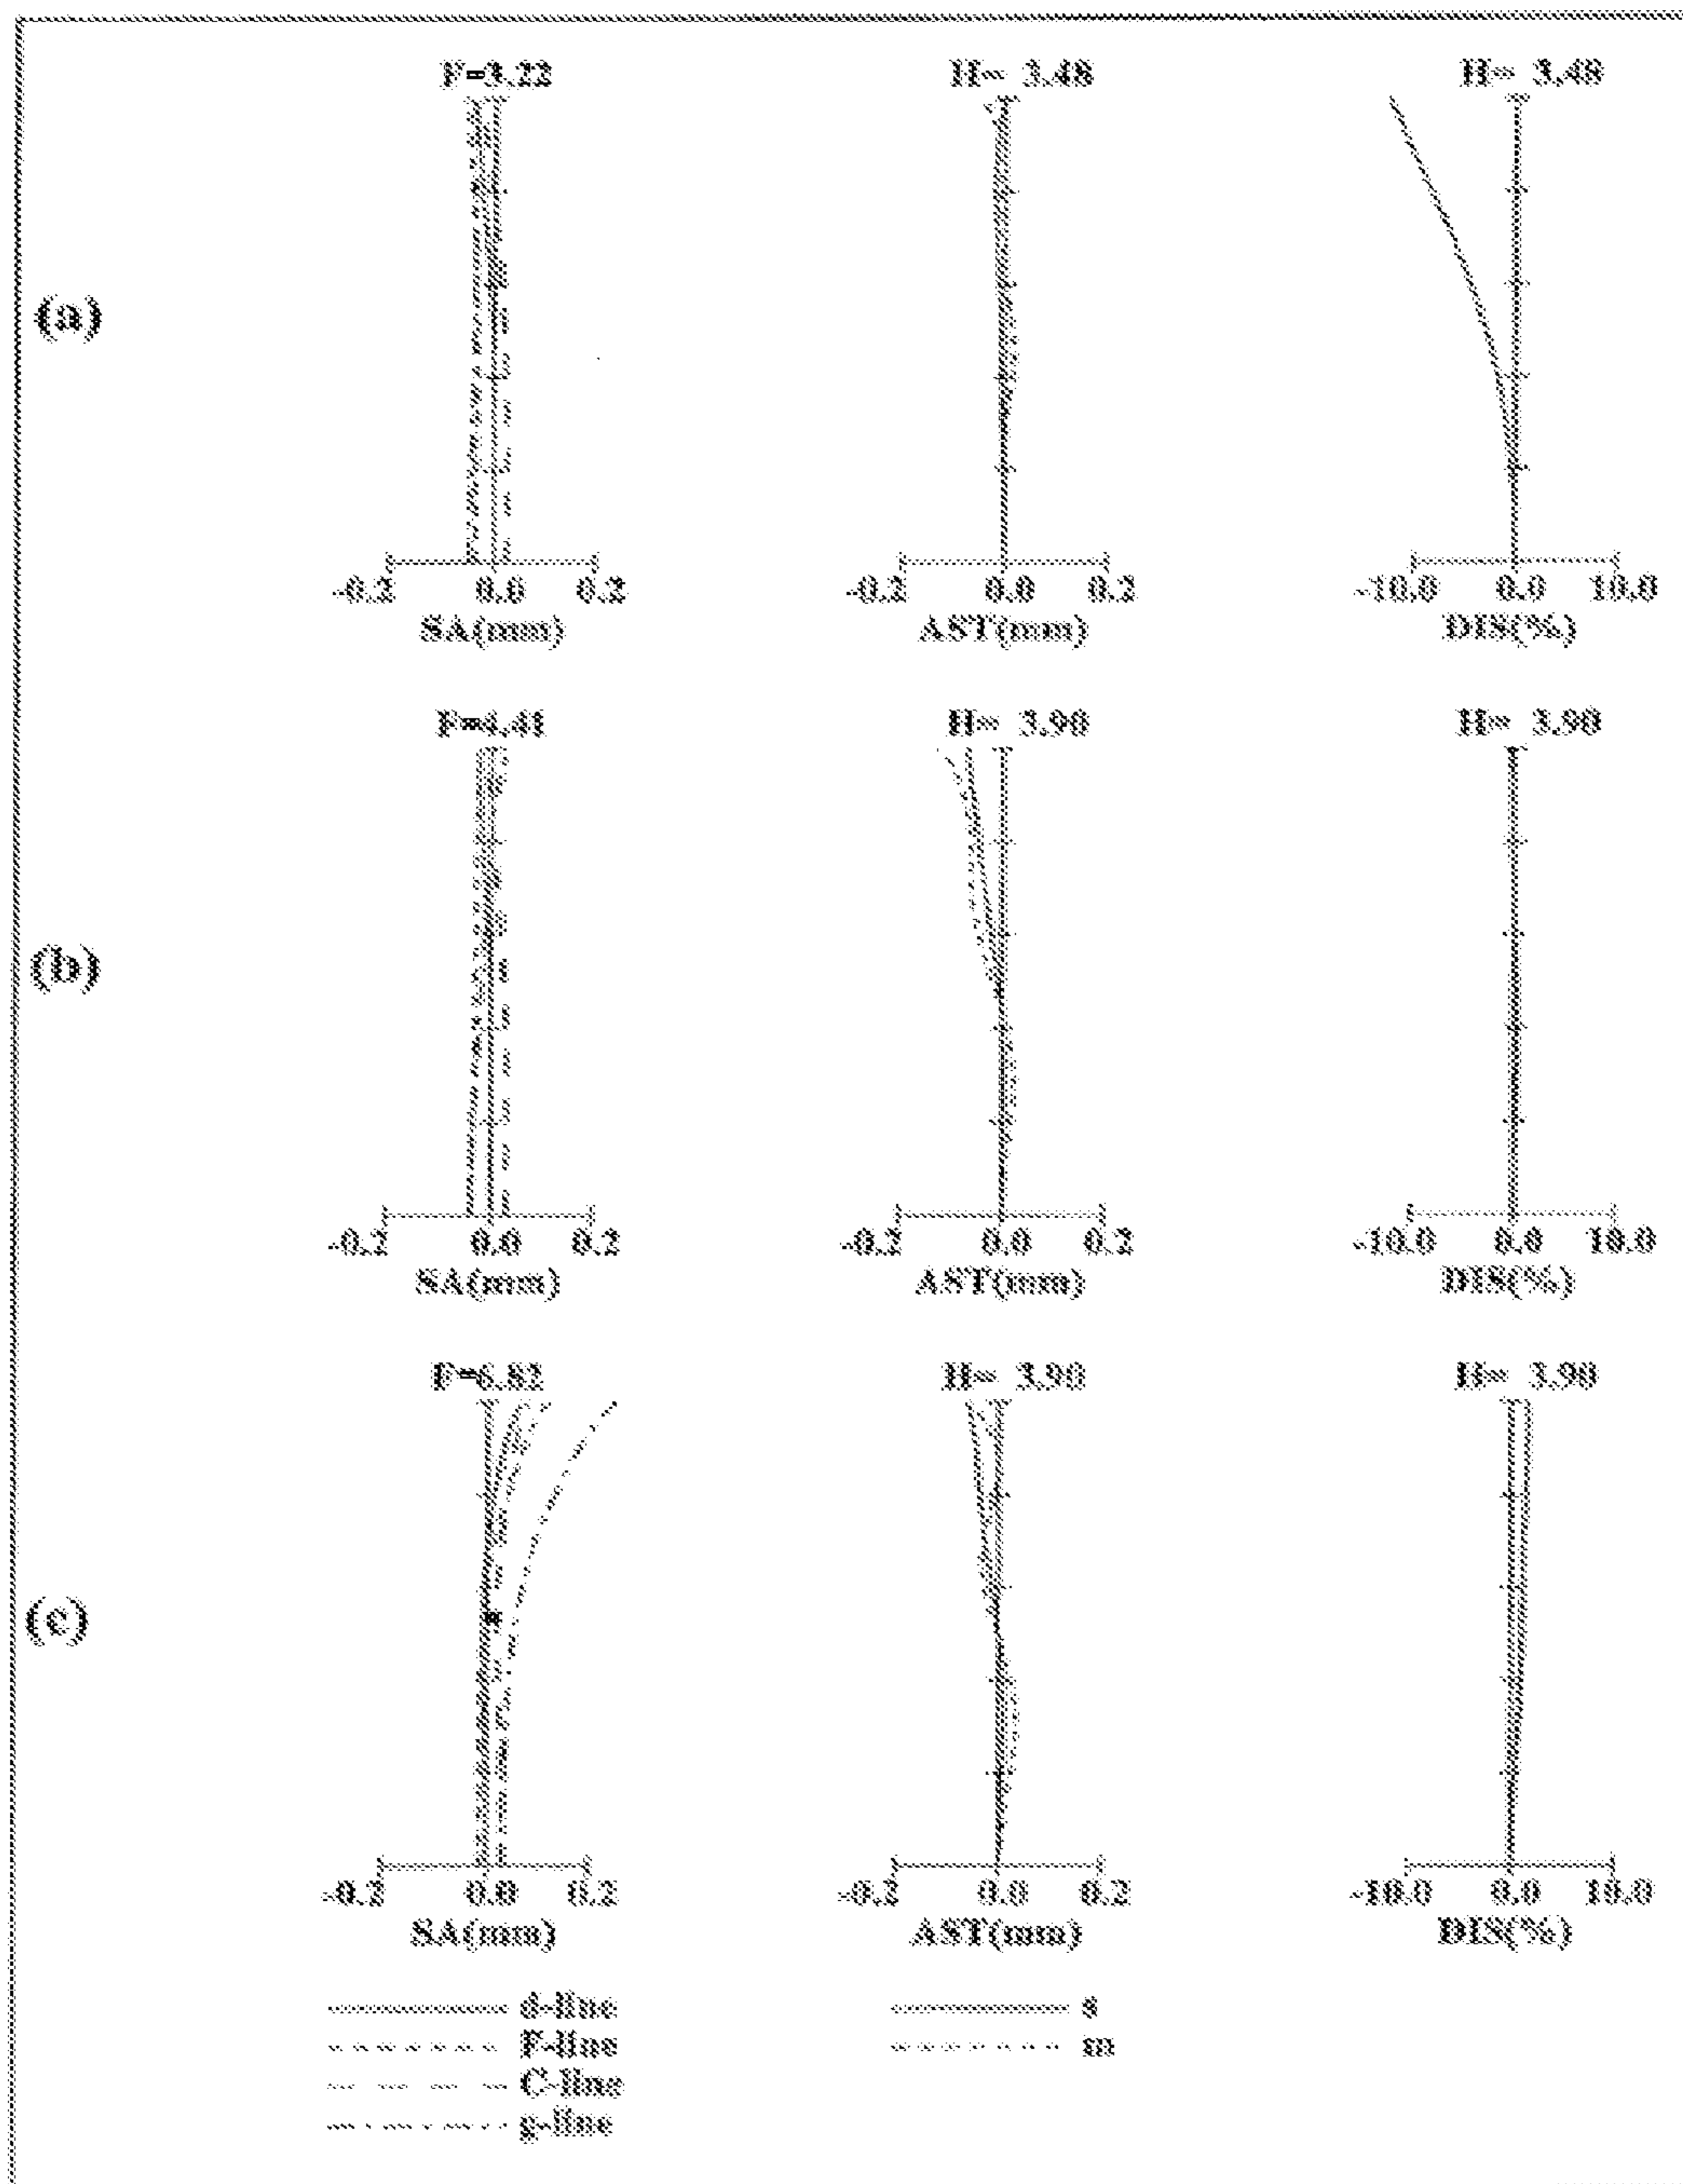 F=3.22 H= 3.48 H= 3.48
(a)
-0.2 0.0 0.2 -0.2 0.0 0.2 -10.0 0.0 10.0
SA(mm) AST(mm) DIS(%)
F=4.41 H= 3.90 H= 3.90
(b)
-0.2 0.0 0.2 -0.2 0.0 0.2 -10.0 0.0 10.0
SA(mm) AST(mm) DIS(%)
H= 3.90 H= 3.90
(c)
-0.2 0.0 0.2 -0.2 0.0 0.2 -10.0 0.0 10.0
SA(mm) AST(mm) DIS(%)
d-line s
F-line m
C-line
g-line